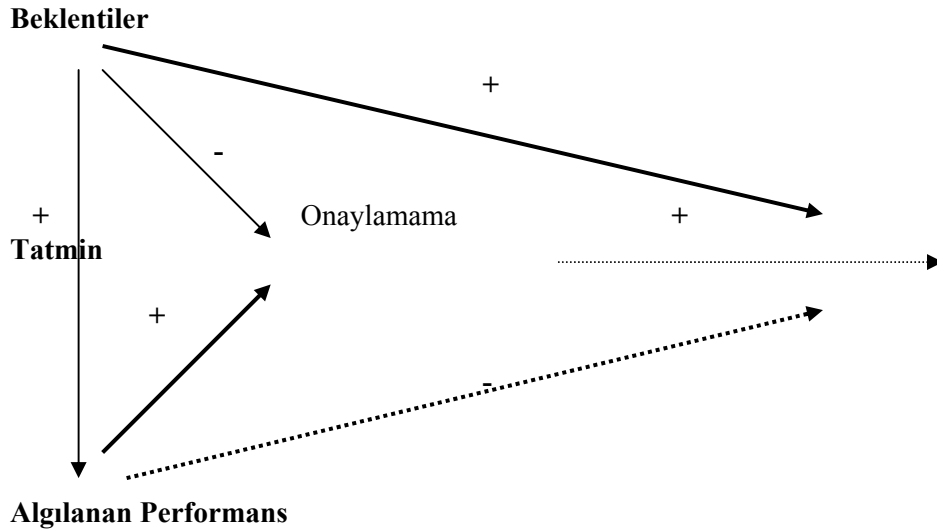 Beklentiler
+
-
+
Onaylamama
+
Tatmin
+
-
Algılanan Performans